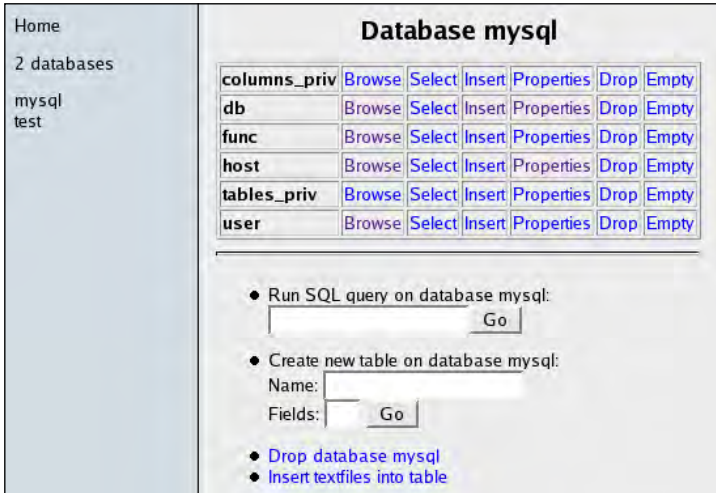 Home
2 databases
mysql
test
Database mysql
columns_priv Browse Select Insert Properties Drop Empty
db Browse Select Insert Properties Drop Empty
func Browse Select Insert Properties Drop Empty
host Browse Select Insert Properties Drop Empty
tables_priv Browse Select Insert Properties Drop Empty
user Browse Select Insert Properties Drop Empty
Run SQL query on database mysql:
Go
Create new table on database mysql:
Name:
Fields: Go
Drop database mysql
Insert textfiles into table